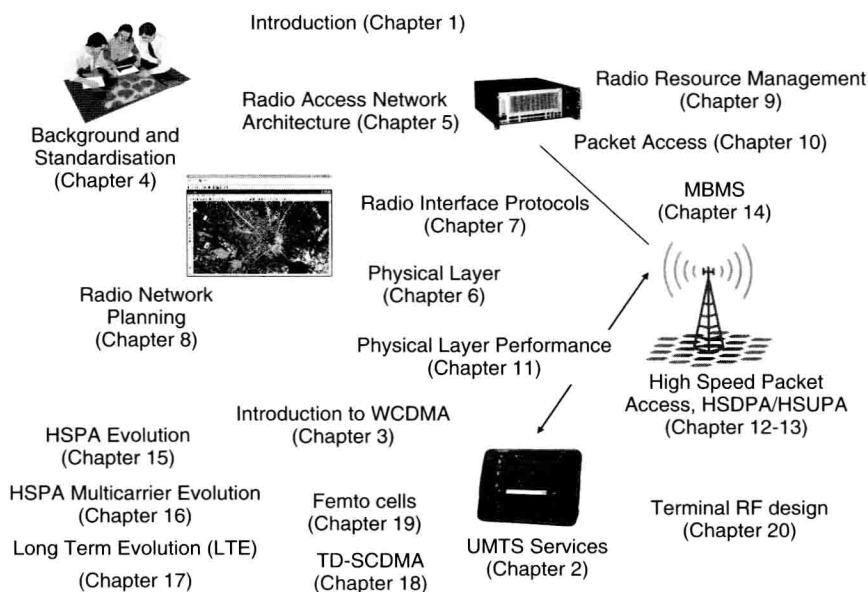 Introduction (Chapter 1)
Radio Resource Management
(Chapter 9)
Radio Access Network
Architecture (Chapter 5)
Background and
Standardisation
(Chapter 4)
Packet Access (Chapter 10)
MBMS
(Chapter 14)
Radio Interface Protocols
(Chapter 7)
Physical Layer
(Chapter 6)
Radio Network
Planning
(Chapter 8)
Physical Layer Performance
(Chapter 11)
High Speed Packet
Access, HSDPA/HSUPA
(Chapter 12-13)
Introduction to WCDMA
(Chapter 3)
HSPA Evolution
(Chapter 15)
HSPA Multicarrier Evolution
(Chapter 16)
Femto cells
(Chapter 19)
Terminal RF design
(Chapter 20)
Long Term Evolution (LTE)
(Chapter 17)
TD-SCDMA
(Chapter 18)
UMTS Services
(Chapter 2)